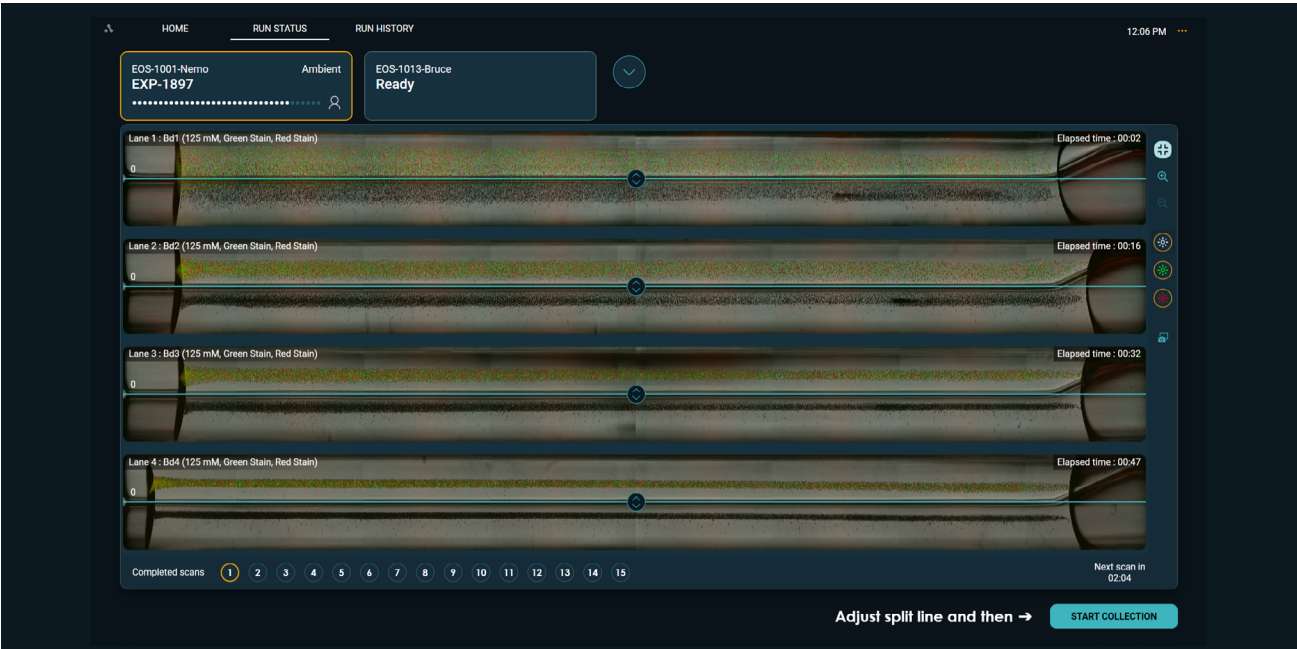 HOME RUN STATUS RUN HISTORY 12.06 PM
EOS-1001-Nemo Ambient
EXP-1897
EOS-1013-Bruce
Ready
Lane 1 : Bd1 (125 mM, Green Stain, Red Stain) Elapsed time : 00:02
0
Lane 2 : Bd2 (125 mM, Green Stain, Red Stain) Elapsed time : 00:16
0
Lane 3 : Bd3 (125 mM, Green Stain, Red Stain) Elapsed time : 00:32
0
Lane 4 : Bd4 (125 mM, Green Stain, Red Stain) Elapsed time : 00:47
0
Completed scans 1 2 3 4 5 6 7 8 9 10 11 12 13 14 15 Next scan in
02:04
Adjust split line and then → START COLLECTION